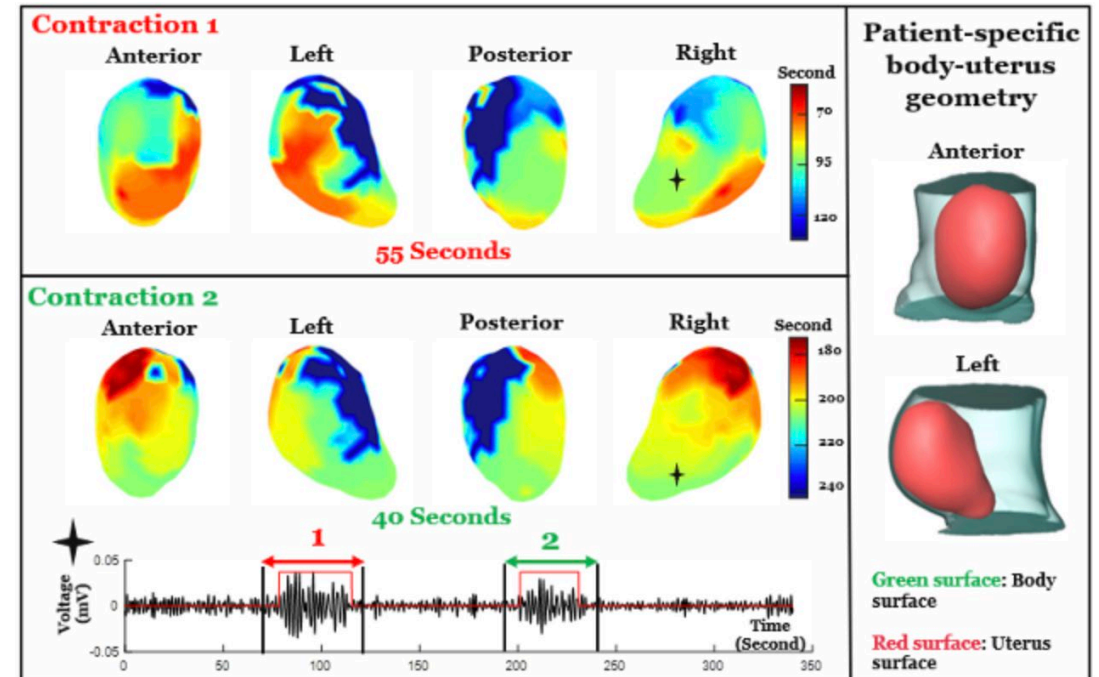 Contraction 1
Anterior
Left
Posterior
Right
Second
70
95
120
55 Seconds
Contraction 2
Anterior
Left
Posterior
Right
Second
180
200
220
240
40 Seconds
1
2
0.05
0
-0.05
Voltage
(mV)
Time
(Second)
0
50
100
150
200
250
300
350
Patient-specific
body-uterus
geometry
Anterior
Left
Green surface: Body
surface
Red surface: Uterus
surface